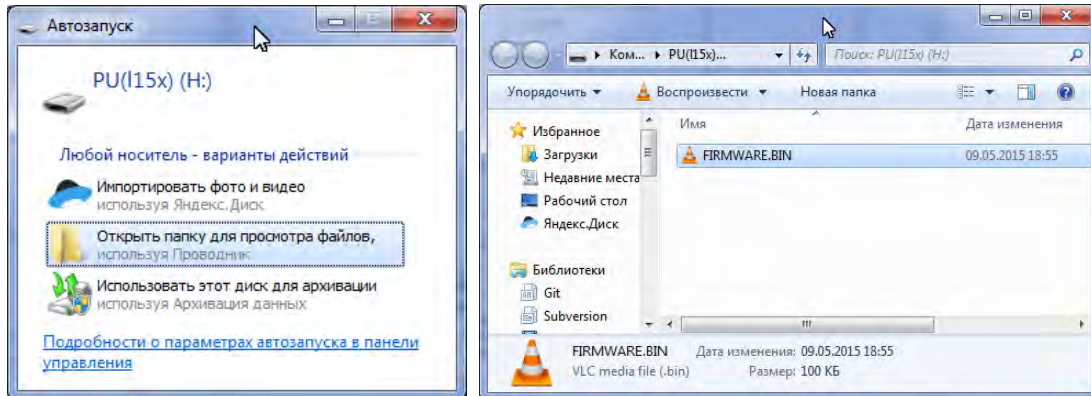 Автозапуск
PU(l15x) (H:)
Любой носитель - варианты действий
Импортировать фото и видео
используя Яндекс.Диск
Открыть папку для просмотра файлов,
используя Проводник
Использовать этот диск для архивации
используя Архивация данных
Подробности о параметрах автозапуска в панели
управления
Ком... PU(l15x)...
Поиск: PU(l15x) (H:)
Упорядочить Воспроизвести Новая папка
Имя Дата изменения
FIRMWARE.BIN 09.05.2015 18:55
Избранное
Загрузки
Недавние места
Рабочий стол
Яндекс.Диск
Библиотеки
Git
Subversion
FIRMWARE.BIN Дата изменения: 09.05.2015 18:55
VLC media file (.bin) Размер: 100 КБ